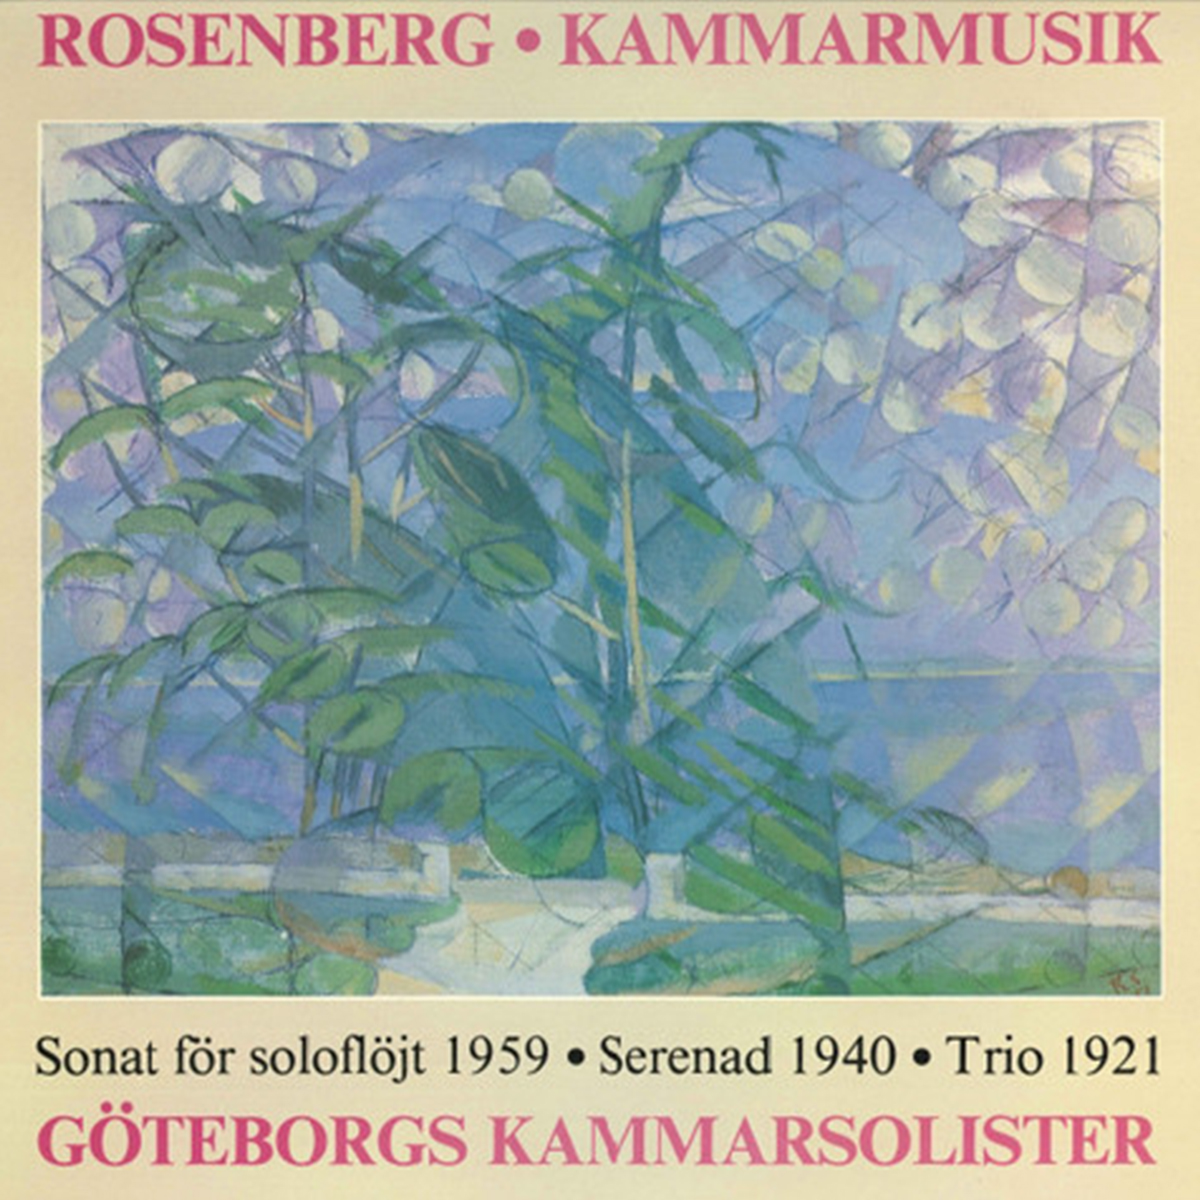 ROSENBERG • KAMMARMUSIK
Sonat för soloflöjt 1959 • Serenad 1940 • Trio 1921
GÖTEBORGS KAMMARSOLISTER